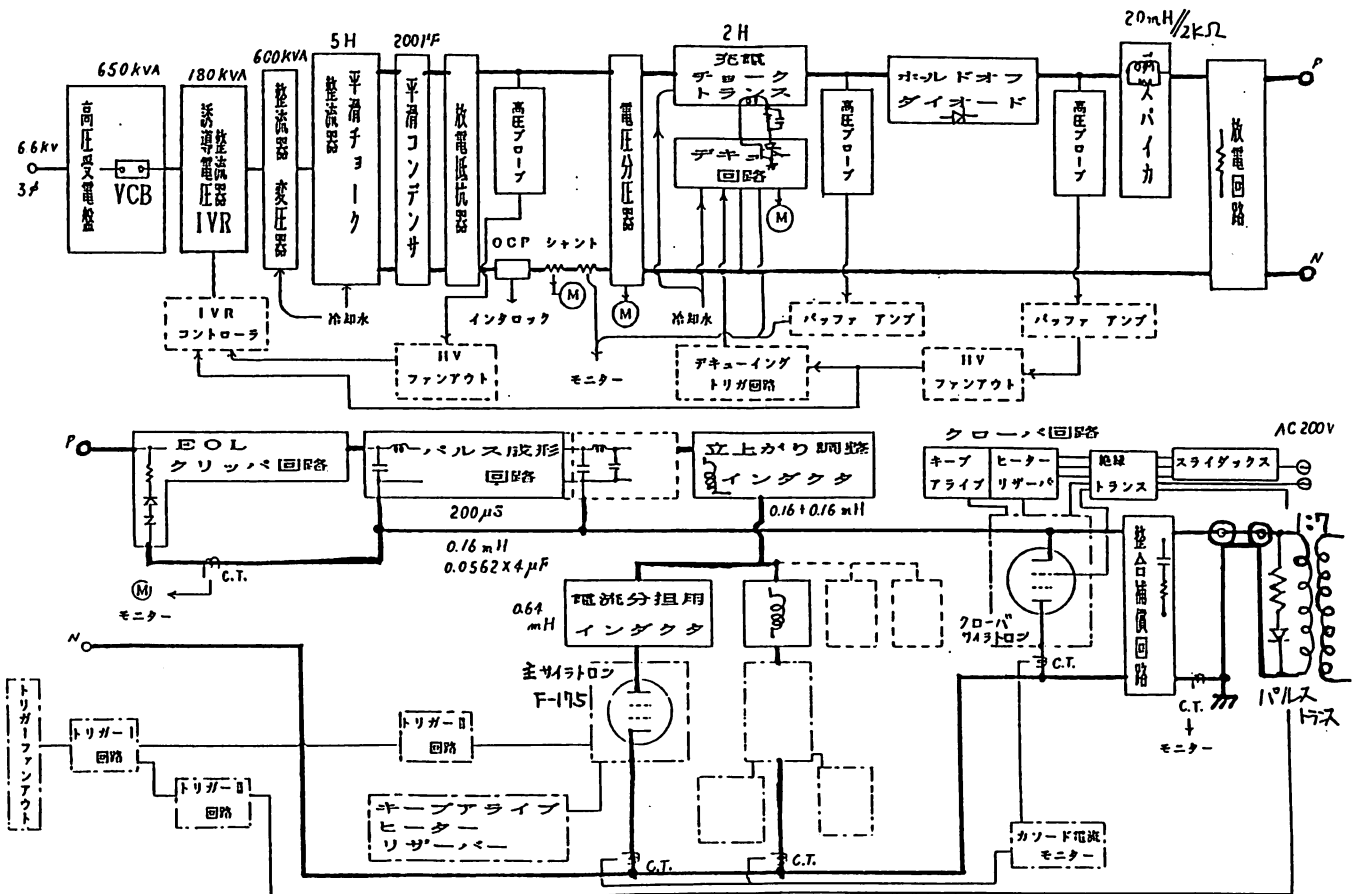 650KVA
高圧受電盤
VCB
66KV
3φ
180KVA
誘導電圧
整流器
IVR
600KVA
整流器
変圧器
5H
整流器
平滑チョーク
2001μF
平滑コンデンサ
放電抵抗器
高圧プローブ
OCP
シャント
M
インタロック
電圧分圧器
M
2H
充電
チョーク
トランス
デキュー
回路
M
高圧プローブ
ホルドオフ
ダイオード
高圧プローブ
20mH//2kΩ
スパイカ
放電回路
P
N
IVR
コントローラ
冷却水
HV
ファンアウト
モニター
冷却水
デキューイング
トリガ回路
バッファ アンプ
HV
ファンアウト
バッファ アンプ
P
EOL
クリッパ回路
パルス成形
回路
立上がり調整
インダクタ
クローバ回路
キープ
アライブ
ヒーター
リザーバ
絶縁
トランス
スライダックス
AC 200V
200μS
0.16mH
0.0562×4μF
0.16+0.16mH
C.T.
M
モニター
N
0.64
mH
電流分担用
インダクタ
クローバ
サイラトロン
C.T.
整合補償回路
C.T.
モニター
パルス
トランス
主サイラトロン
F-175
トリガーファンアウト
トリガーI
回路
トリガーII
回路
トリガーII
回路
キープアライブ
ヒーター
リザーバー
C.T.
C.T.
カソード電流
モニター